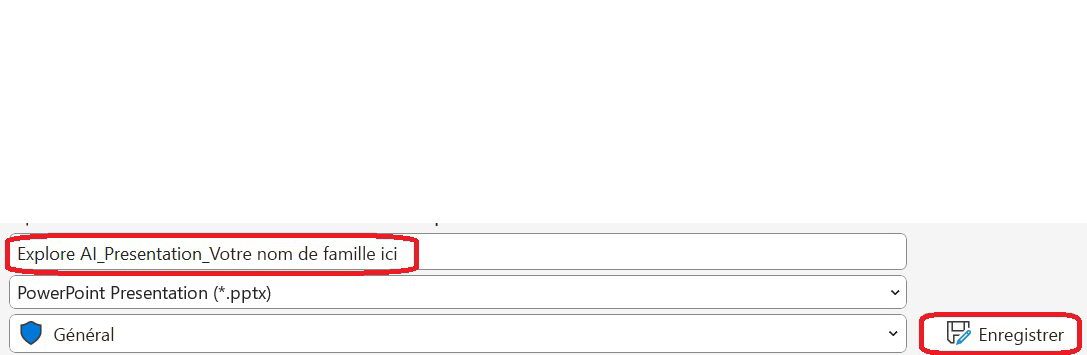 Explore AI_Presentation_Votre nom de famille ici
PowerPoint Presentation (*.pptx)
Général
Enregistrer